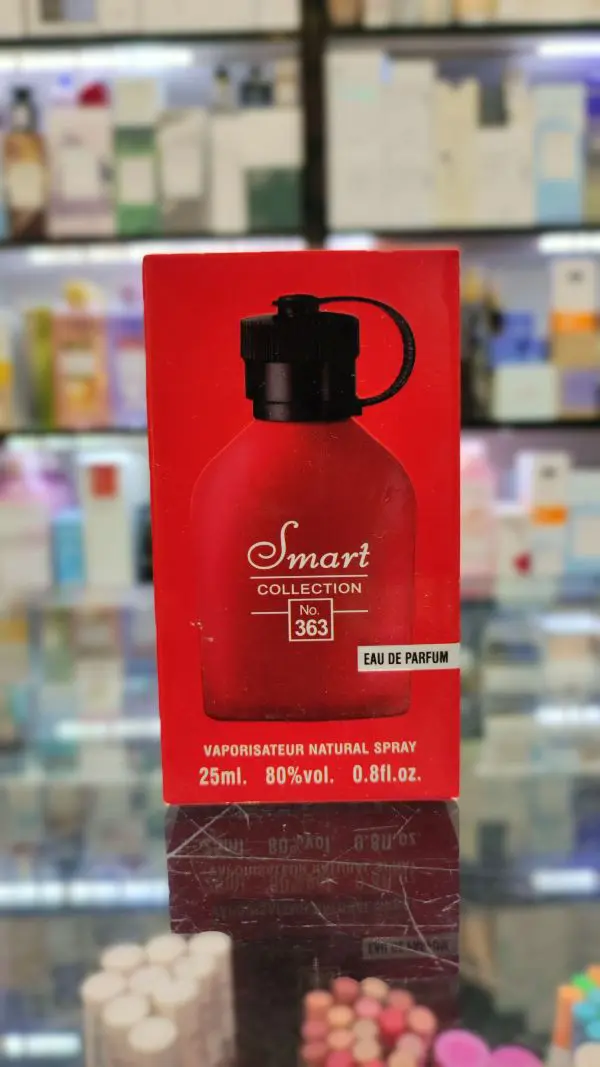 Smart
COLLECTION
No.
363
EAU DE PARFUM
VAPORISATEUR NATURAL SPRAY
25ml. 80%vol. 0.8fl.oz.